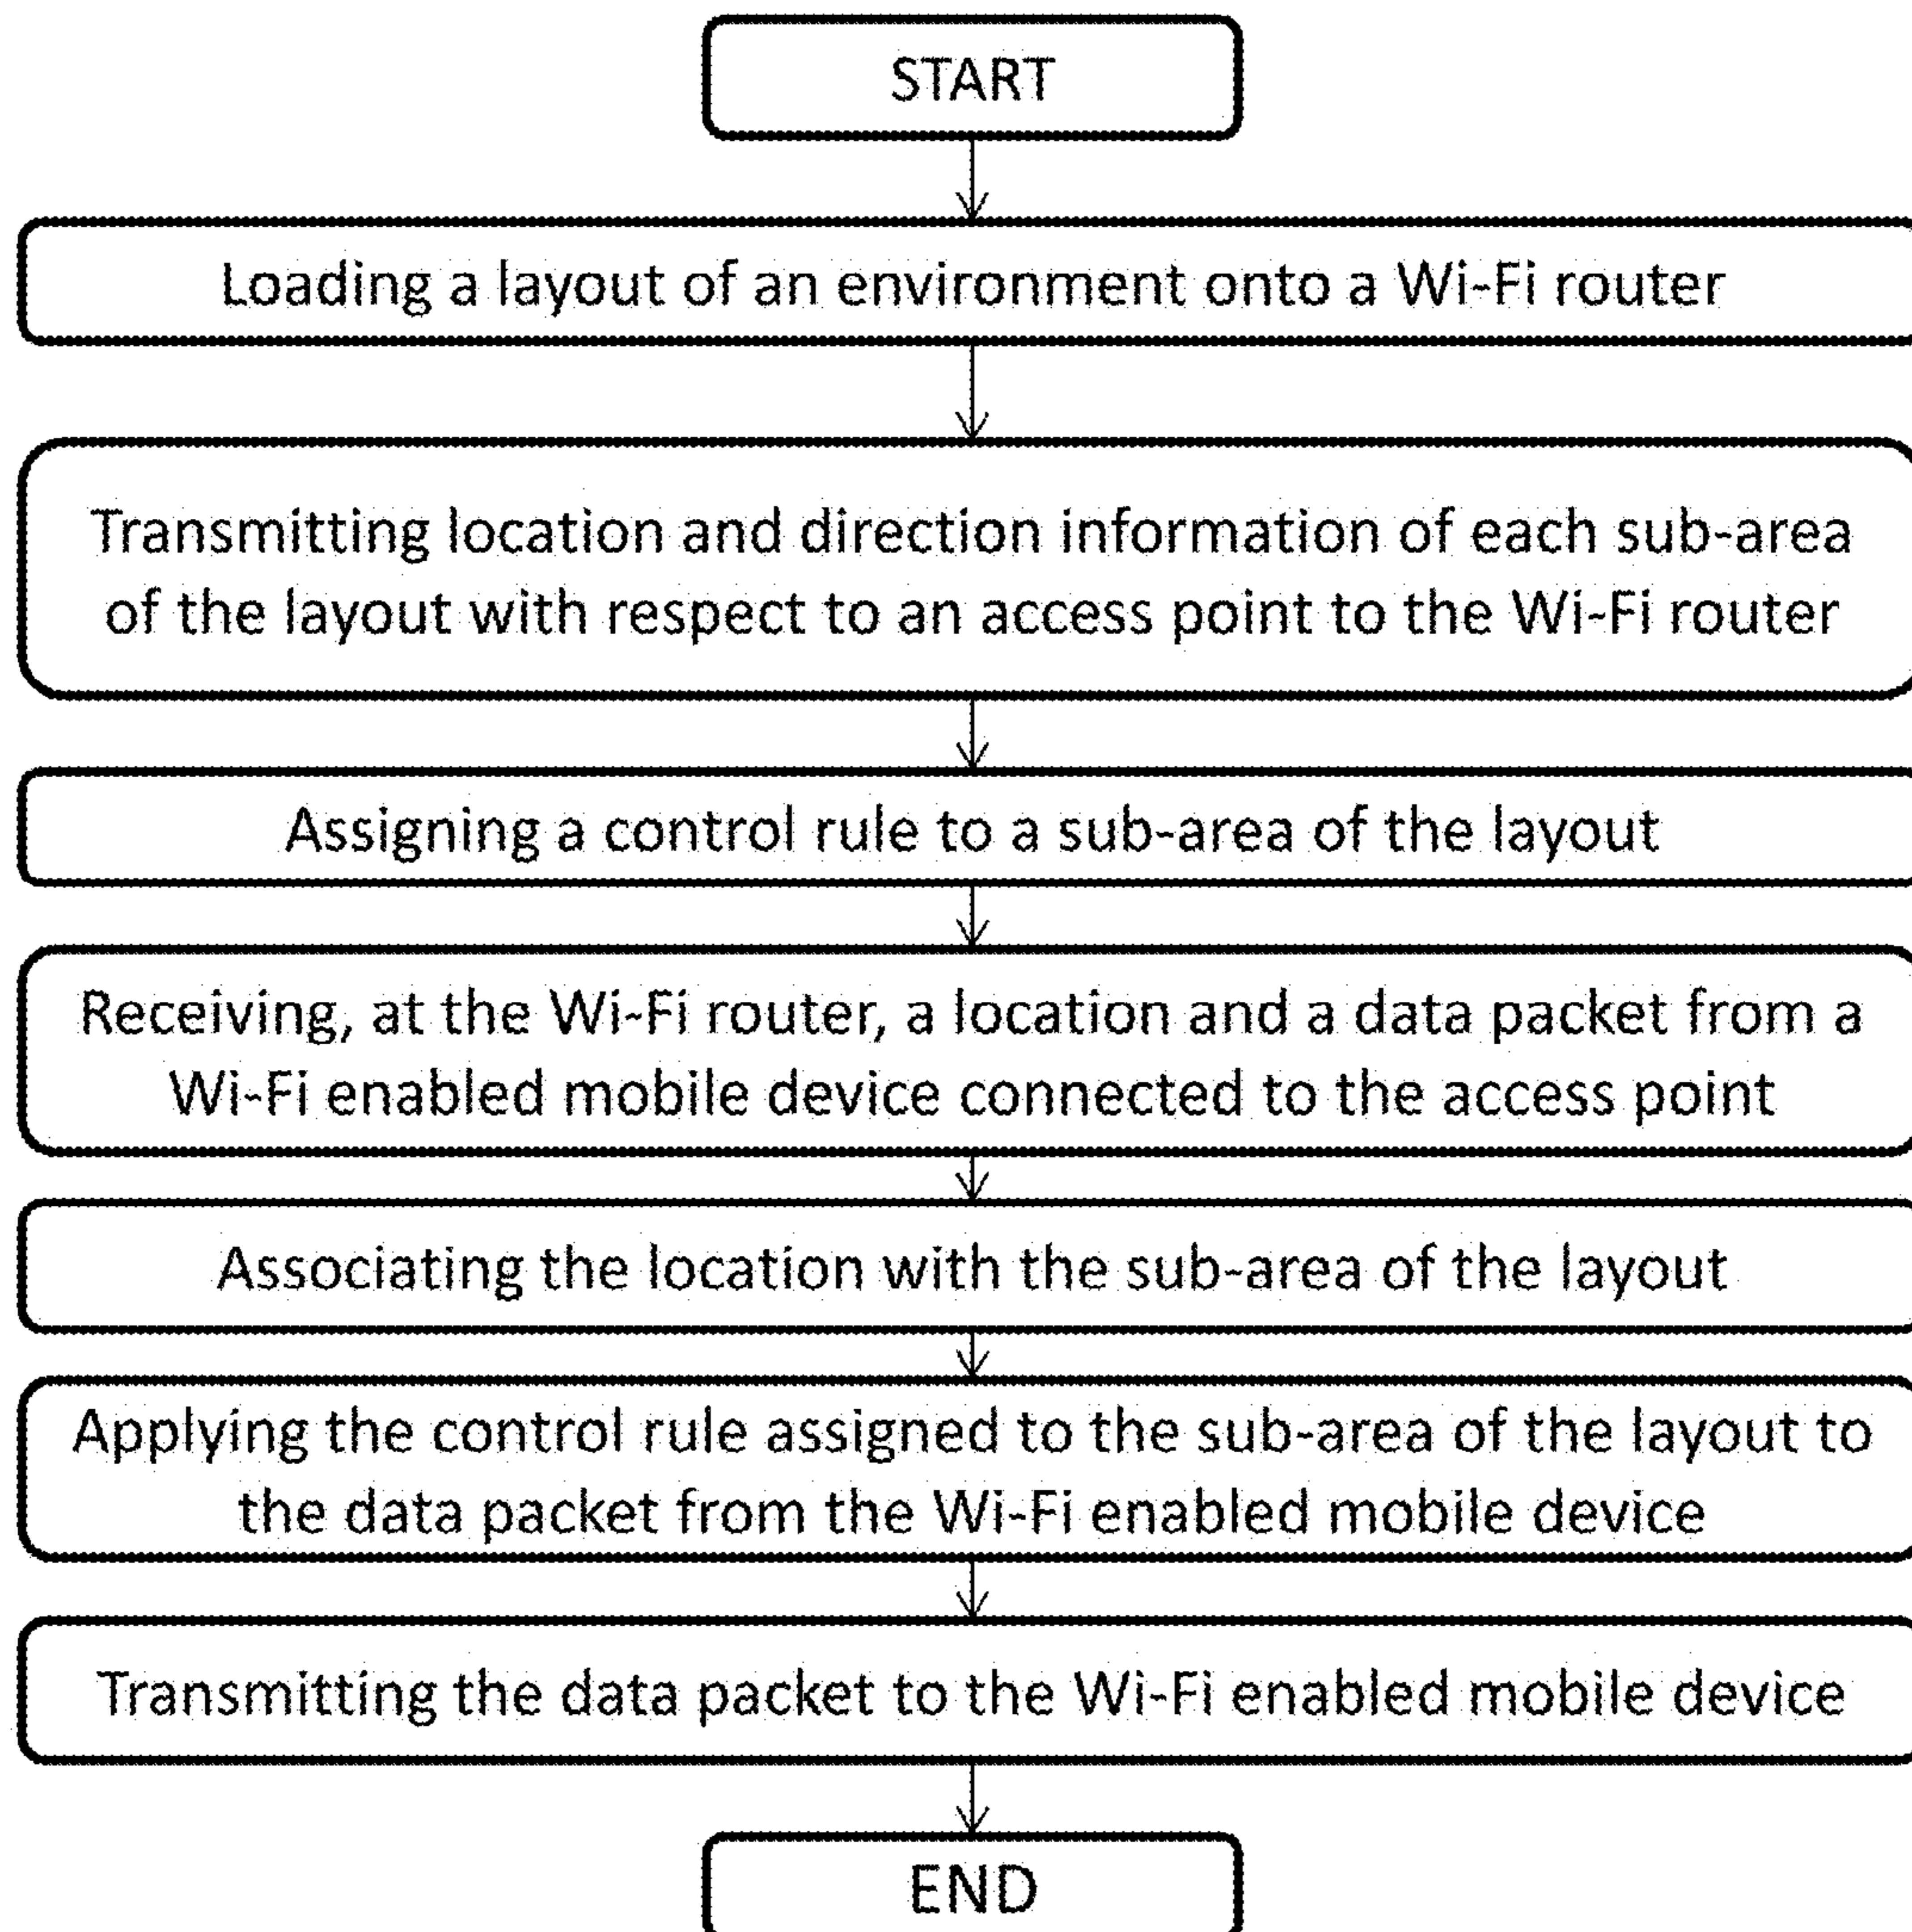 START
Loading a layout of an environment onto a Wi-Fi router
Transmitting location and direction information of each sub-area
of the layout with respect to an access point to the Wi-Fi router
Assigning a control rule to a sub-area of the layout
Receiving, at the Wi-Fi router, a location and a data packet from a
Wi-Fi enabled mobile device connected to the access point
Associating the location with the sub-area of the layout
Applying the control rule assigned to the sub-area of the layout to
the data packet from the Wi-Fi enabled mobile device
Transmitting the data packet to the Wi-Fi enabled mobile device
END